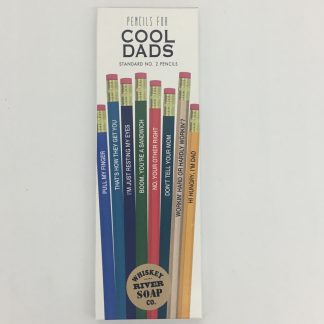 PENCILS FOR
COOL
DADS
STANDARD NO. 2 PENCILS
PULL MY FINGER
THAT'S HOW THEY GET YOU
I'M JUST RESTING MY EYES
BOOM, YOU'RE A SANDWICH
NO, YOUR OTHER RIGHT
DON'T TELL YOUR MOM
WORKIN' HARD OR HARDLY WORKIN'?
HI HUNGRY, I'M DAD
WHISKEY
RIVER
SOAP
CO.